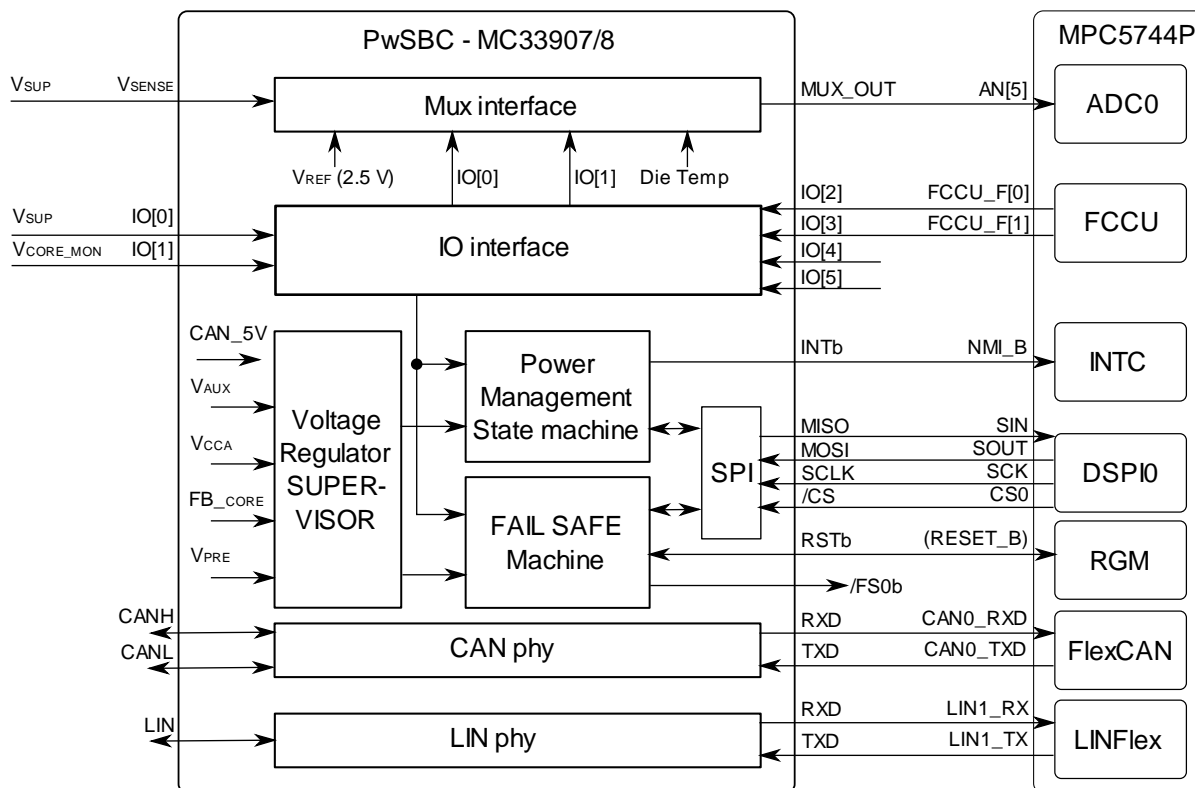 PwSBC - MC33907/8
MPC5744P
VSUP VSENSE
Mux interface
MUX_OUT AN[5]
ADC0
VREF (2.5 V) IO[0] IO[1] Die Temp
VSUP IO[0]
VCORE_MON IO[1]
IO interface
IO[2] FCCU_F[0]
IO[3] FCCU_F[1]
IO[4]
IO[5]
FCCU
CAN_5V
VAUX
VCCA
FB_CORE
VPRE
Voltage
Regulator
SUPER-
VISOR
Power
Management
State machine
INTb NMI_B
INTC
SPI
MISO SIN
MOSI SOUT
SCLK SCK
/CS CS0
DSPI0
FAIL SAFE
Machine
RSTb (RESET_B)
RGM
/FS0b
CANH
CANL
CAN phy
RXD CAN0_RXD
TXD CAN0_TXD
FlexCAN
LIN
LIN phy
RXD LIN1_RX
TXD LIN1_TX
LINFlex